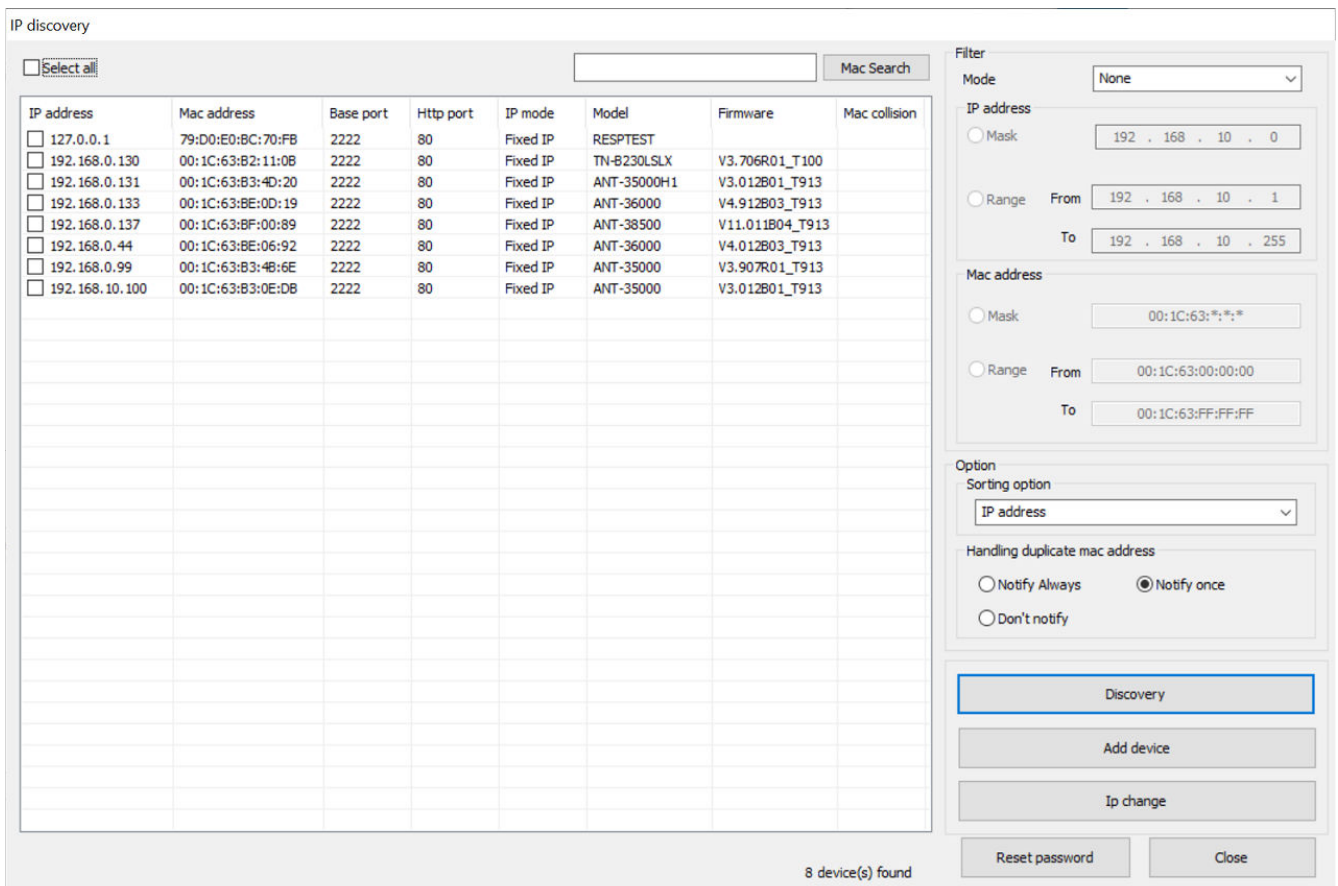 IP discovery
Select all
Mac Search
IP address Mac address Base port Http port IP mode Model Firmware Mac collision
127.0.0.1 79:D0:E0:BC:70:FB 2222 80 Fixed IP RESPTEST
192.168.0.130 00:1C:63:B2:11:0B 2222 80 Fixed IP TN-B230LSLX V3.706R01_T100
192.168.0.131 00:1C:63:B3:4D:20 2222 80 Fixed IP ANT-35000H1 V3.012B01_T913
192.168.0.133 00:1C:63:BE:0D:19 2222 80 Fixed IP ANT-36000 V4.912B03_T913
192.168.0.137 00:1C:63:BF:00:89 2222 80 Fixed IP ANT-38500 V11.011B04_T913
192.168.0.44 00:1C:63:BE:06:92 2222 80 Fixed IP ANT-36000 V4.012B03_T913
192.168.0.99 00:1C:63:B3:4B:6E 2222 80 Fixed IP ANT-35000 V3.907R01_T913
192.168.10.100 00:1C:63:B3:0E:DB 2222 80 Fixed IP ANT-35000 V3.012B01_T913
8 device(s) found
Filter
Mode None
IP address
Mask 192 . 168 . 10 . 0
Range From 192 . 168 . 10 . 1
To 192 . 168 . 10 . 255
Mac address
Mask 00:1C:63:*:*:*
Range From 00:1C:63:00:00:00
To 00:1C:63:FF:FF:FF
Option
Sorting option
IP address
Handling duplicate mac address
Notify Always Notify once
Don't notify
Discovery
Add device
Ip change
Reset password Close